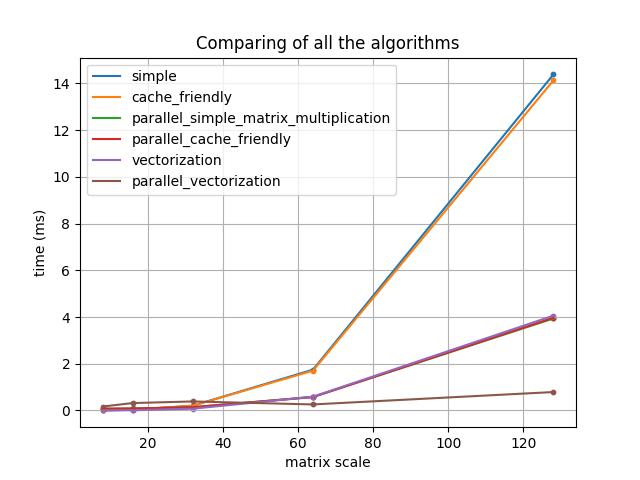 Comparing of all the algorithms
simple
cache_friendly
parallel_simple_matrix_multiplication
parallel_cache_friendly
vectorization
parallel_vectorization
time (ms)
14
12
10
8
6
4
2
0
20 40 60 80 100 120
matrix scale